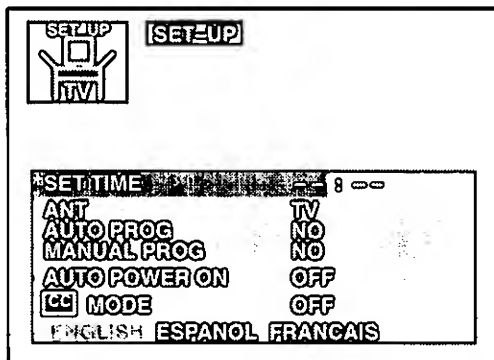 SET-UP
TV
SET-UP
*SET TIME -- : --
ANT TV
AUTO PROG NO
MANUAL PROG NO
AUTO POWER ON OFF
CC MODE OFF
ENGLISH ESPANOL FRANCAIS